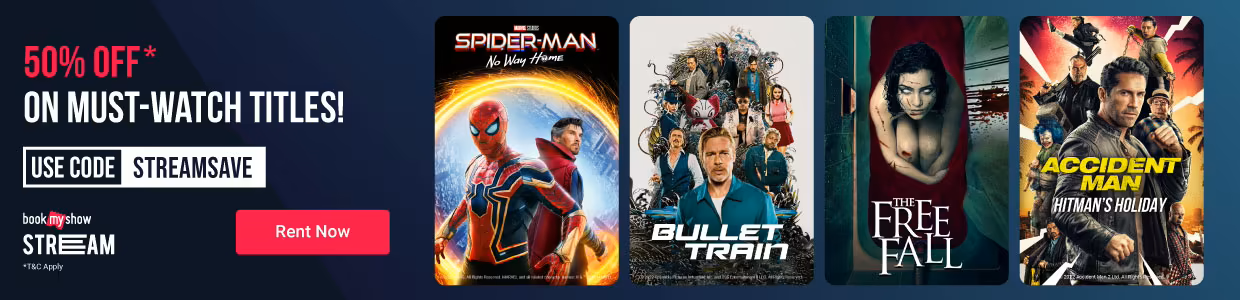 50% OFF*
ON MUST-WATCH TITLES!
USE CODE STREAMSAVE
book my show
STREAM
*T&C Apply
Rent Now
MARVEL STUDIOS
SPIDER-MAN
No Way Home
BULLET
TRAIN
THE
FREE
FALL
ACCIDENT
MAN
HITMAN'S HOLIDAY